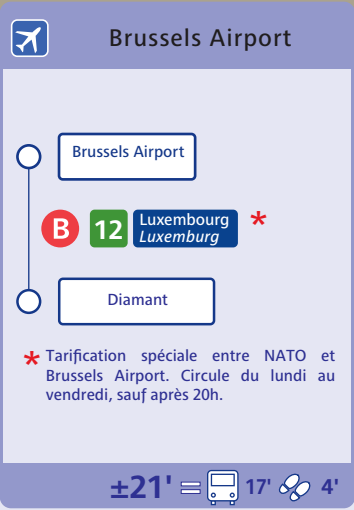 Brussels Airport
Brussels Airport
B 12 Luxembourg *
Luxemburg
Diamant
* Tarification spéciale entre NATO et
Brussels Airport. Circule du lundi au
vendredi, sauf après 20h.
±21' = 17' 4'